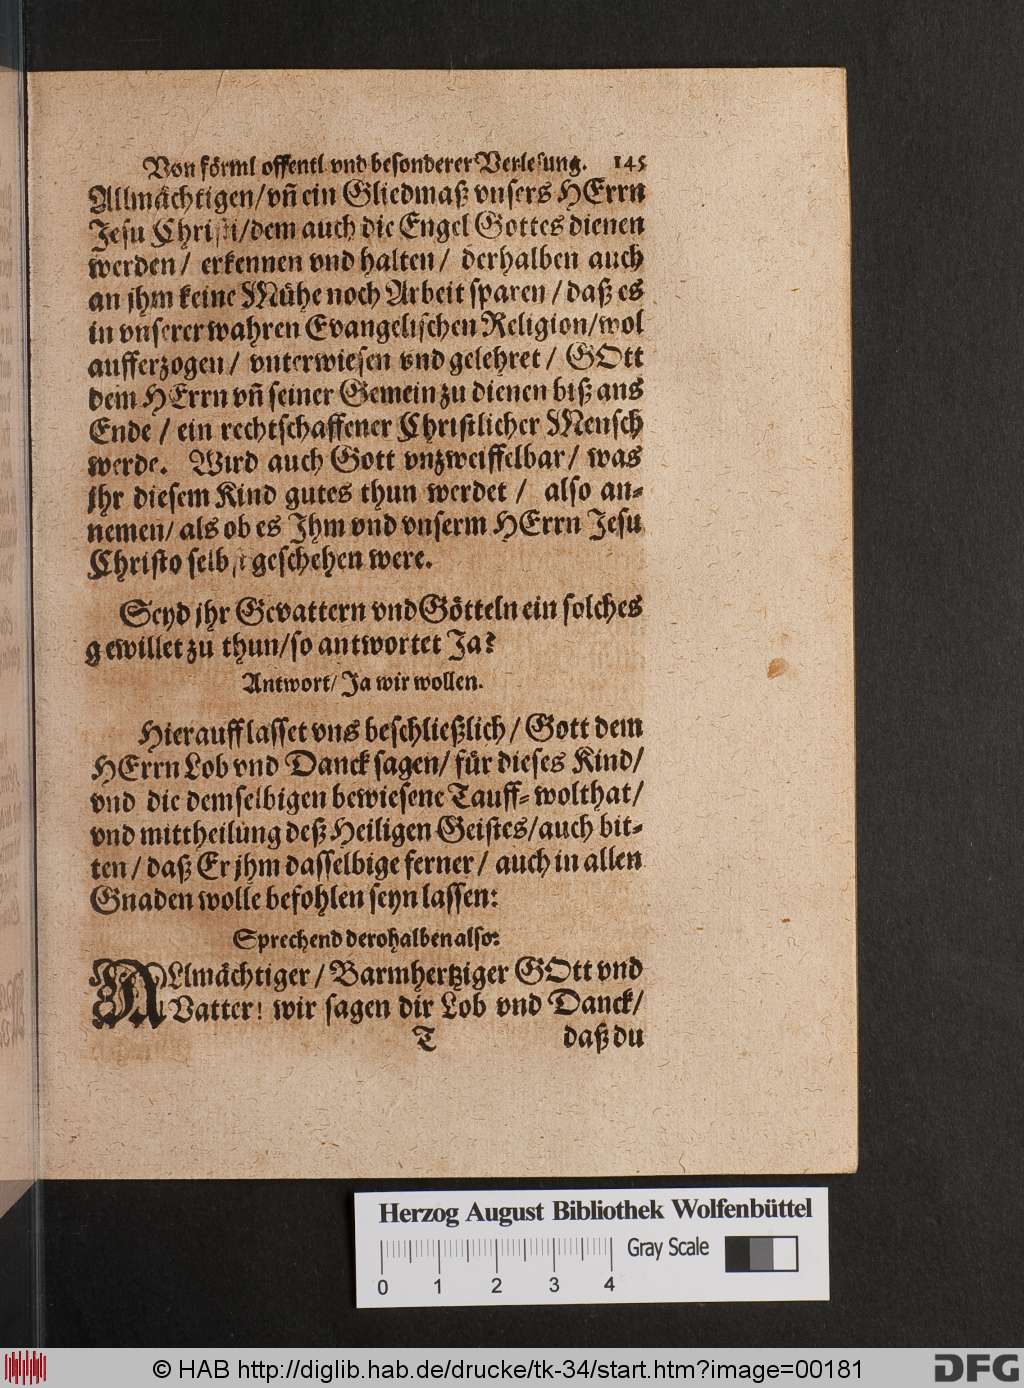 Von förml offentl vnd besonderer Verlesung. 145
Allmächtigen/vñ ein Gliedmaß vnsers HErrn
Jesu Christi/dem auch die Engel Gottes dienen
werden/ erkennen vnd halten/ derhalben auch
an jhm keine Mühe noch Arbeit sparen/daß es
in vnserer wahren Evangelischen Religion/wol
aufferzogen/ vnterwiesen vnd gelehret/ GOtt
dem HErrn vñ seiner Gemein zu dienen biß ans
Ende/ein rechtschaffener Christlicher Mensch
werde. Wird auch Gott vnzweiffelbar/ was
jhr diesem Kind gutes thun werdet/ also an⸗
nemen/als ob es Jhm vnd vnserm HErrn Jesu
Christo selbst geschehen were.
Seyd jhr Gevattern vnd Götteln ein solches
gewillet zu thun/so antwortet Ja?
Antwort/Ja wir wollen.
Hierauff lasset vns beschließlich/Gott dem
HErrn Lob vnd Danck sagen/für dieses Kind/
vnd die demselbigen bewiesene Tauff⸗wolthat/
vnd mittheilung deß Heiligen Geistes/auch bit⸗
ten/daß Er jhm dasselbige ferner/auch in allen
Gnaden wolle befohlen seyn lassen:
Sprechend derohalben also:
ALlmächtiger/Barmhertziger GOtt vnd
Vatter! wir sagen dir Lob vnd Danck/
T daß du
Herzog August Bibliothek Wolfenbüttel
Gray Scale
0 1 2 3 4
© HAB http://diglib.hab.de/drucke/tk-34/start.htm?image=00181
DFG